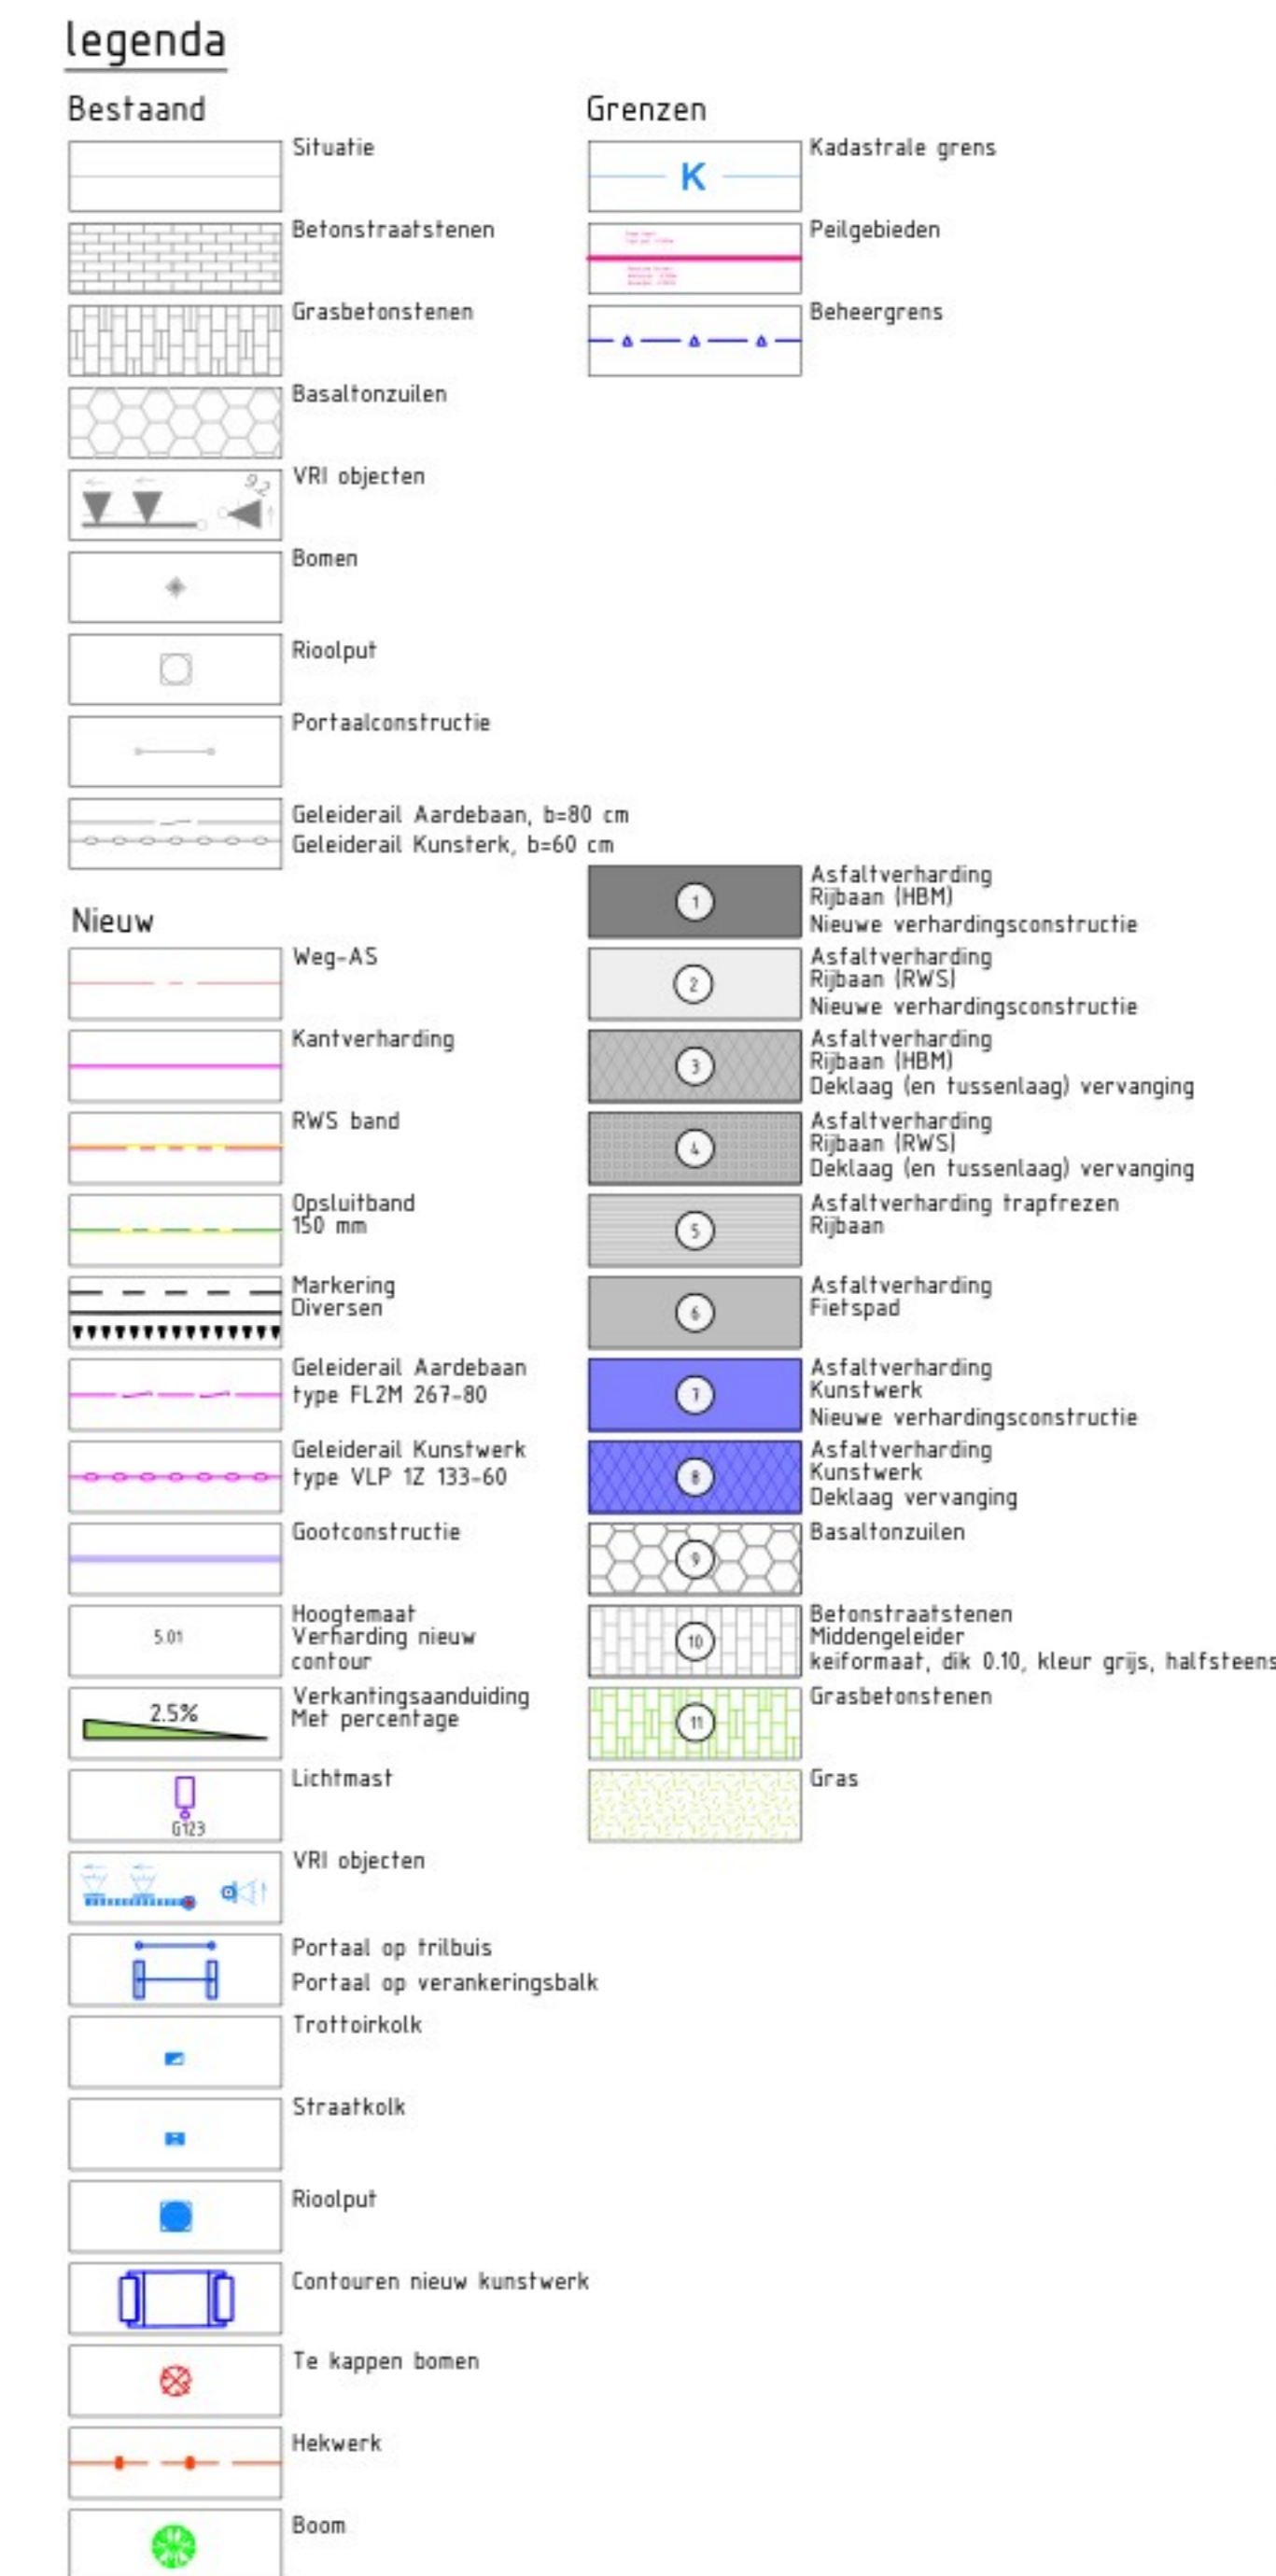 legenda
Bestaand
Situatie
Betonstraatstenen
Grasbetonstenen
Basaltonzuilen
9.2
VRI objecten
Bomen
Rioolput
Portaalconstructie
Geleiderail Aardebaan, b=80 cm
Geleiderail Kunsterk, b=60 cm
Grenzen
K
Kadastrale grens
Peilgebieden
Beheergrens
Nieuw
Weg-AS
Kantverharding
RWS band
Opsluitband
150 mm
Markering
Diversen
Geleiderail Aardebaan
type FL2M 267-80
Geleiderail Kunstwerk
type VLP 1Z 133-60
Gootconstructie
5.01
Hoogtemaat
Verharding nieuw
contour
2.5%
Verkantingsaanduiding
Met percentage
G123
Lichtmast
VRI objecten
Portaal op trilbuis
Portaal op verankeringsbalk
Trottoirkolk
Straatkolk
Rioolput
Contouren nieuw kunstwerk
Te kappen bomen
Hekwerk
Boom
1
Asfaltverharding
Rijbaan (HBM)
Nieuwe verhardingsconstructie
2
Asfaltverharding
Rijbaan (RWS)
Nieuwe verhardingsconstructie
3
Asfaltverharding
Rijbaan (HBM)
Deklaag (en tussenlaag) vervanging
4
Asfaltverharding
Rijbaan (RWS)
Deklaag (en tussenlaag) vervanging
5
Asfaltverharding trapfrezen
Rijbaan
6
Asfaltverharding
Fietspad
7
Asfaltverharding
Kunstwerk
Nieuwe verhardingsconstructie
8
Asfaltverharding
Kunstwerk
Deklaag vervanging
9
Basaltonzuilen
10
Betonstraatstenen
Middengeleider
keiformaat, dik 0.10, kleur grijs, halfsteens
11
Grasbetonstenen
Gras